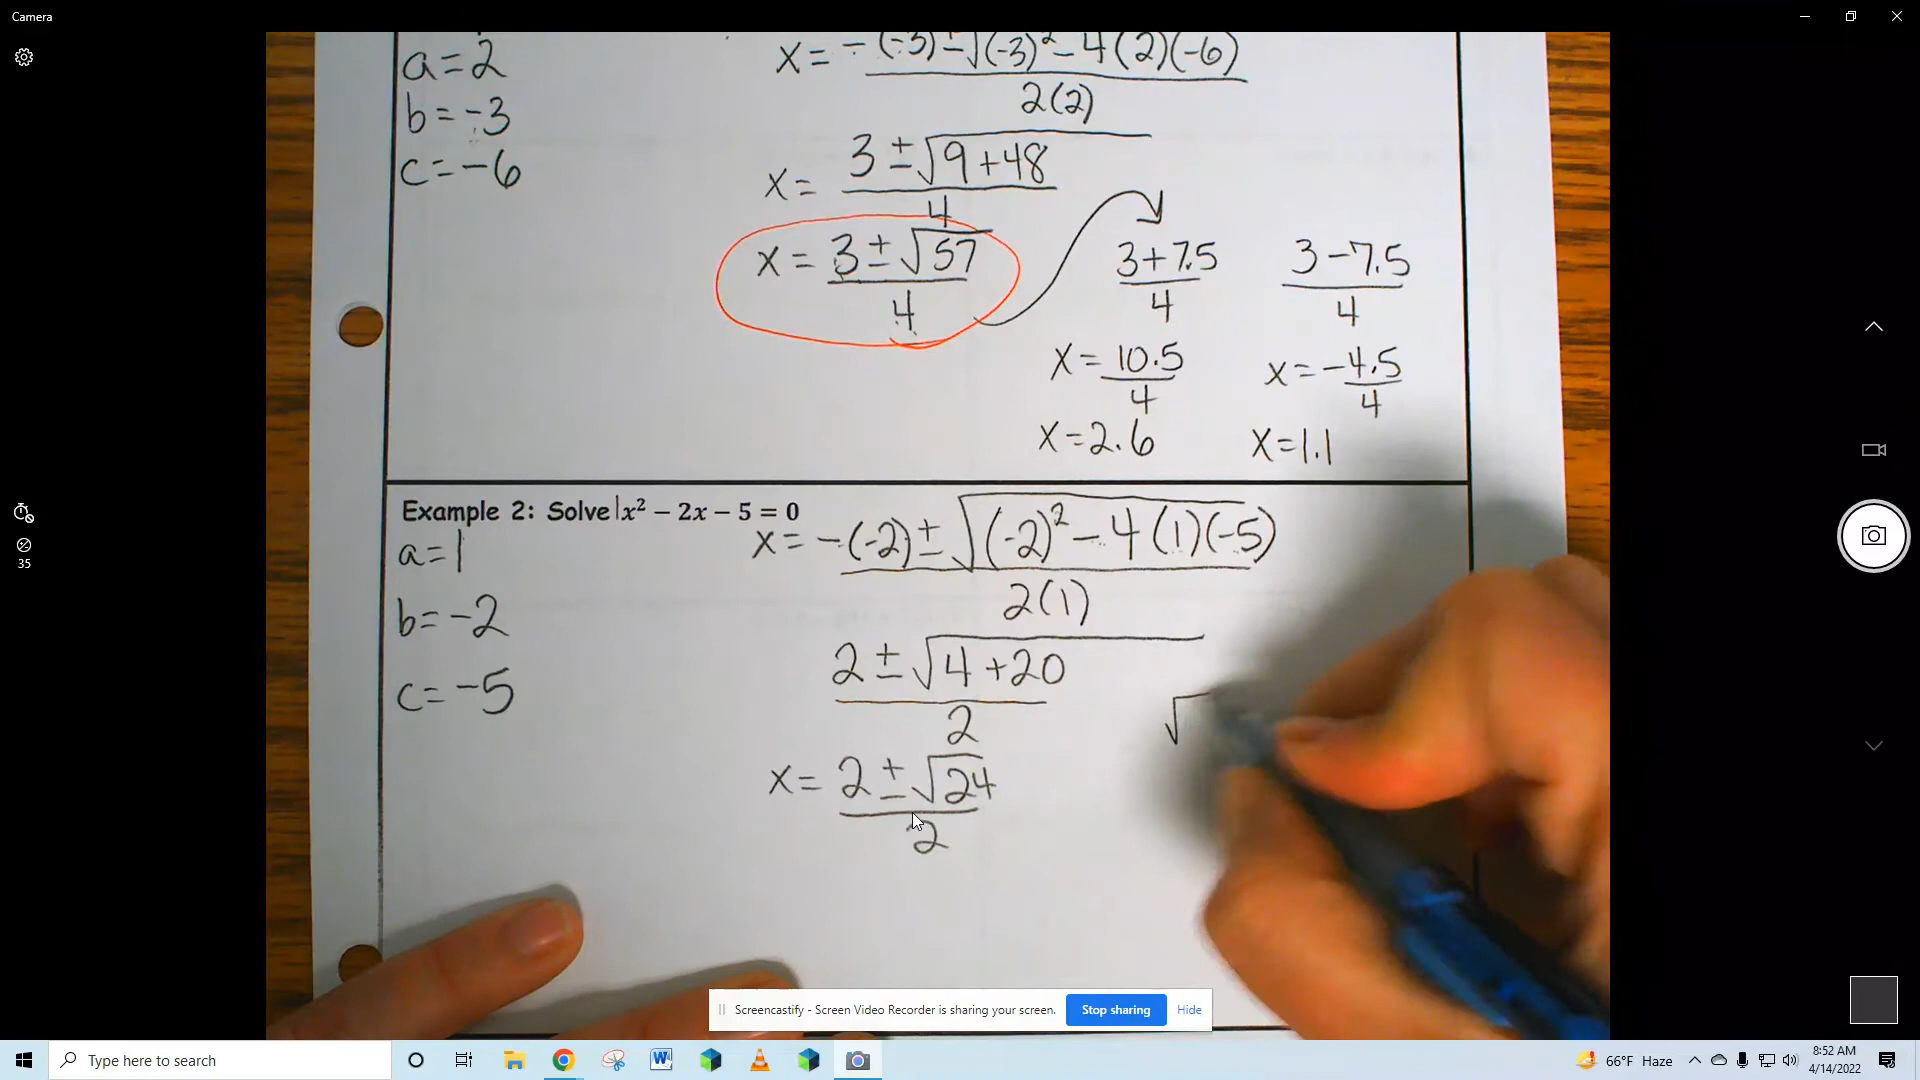 Camera
a=2
b=-3
c=-6
x= -(-3)±√(-3)²-4(2)(-6)
2(2)
x= 3±√9+48
4
x= 3±√57
4
3+7.5
4
3-7.5
4
x=10.5
4
x=-4.5
4
x=2.6
x=1.1
Example 2: Solve 1x² − 2x − 5 = 0
a=1
b=-2
c=-5
x= -(-2)±√(-2)²-4(1)(-5)
2(1)
2±√4+20
2
x= 2±√24
2
√
35
Screencastify - Screen Video Recorder is sharing your screen.
Stop sharing
Hide
Type here to search
66°F Haze
8:52 AM
4/14/2022